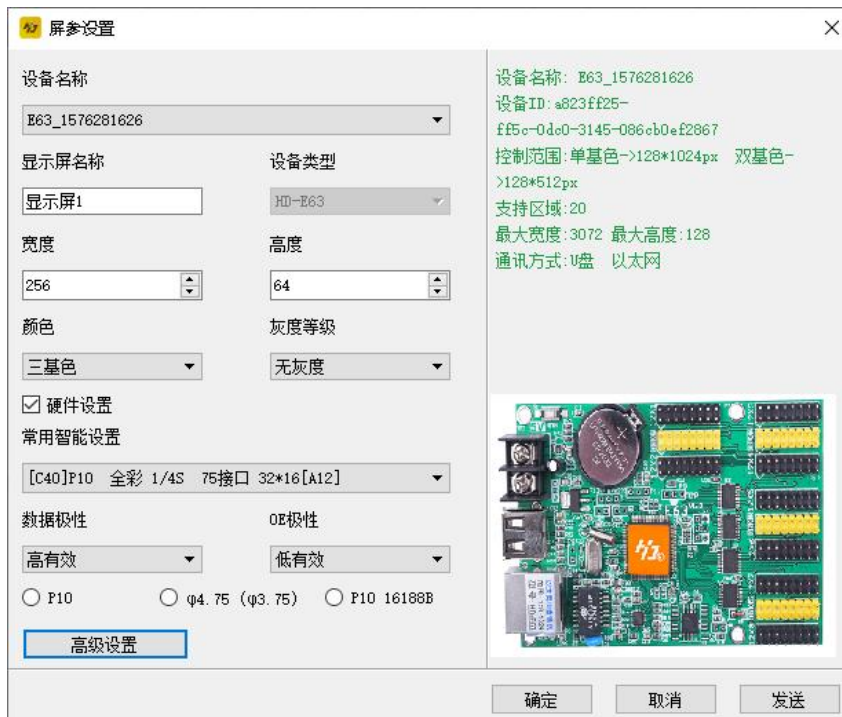 屏参设置
设备名称
E63_1576281626
显示屏名称 设备类型
显示屏1 HD-E63
宽度 高度
256 64
颜色 灰度等级
三基色 无灰度
硬件设置
常用智能设置
[C40]P10 全彩 1/4S 75接口 32*16[A12]
数据极性 OE极性
高有效 低有效
P10 φ4.75 (φ3.75) P10 16188B
高级设置
设备名称: E63_1576281626
设备ID:a823ff25-
ff5c-0dc0-3145-086cb0ef2867
控制范围:单基色->128*1024px 双基色-
>128*512px
支持区域:20
最大宽度:3072 最大高度:128
通讯方式:U盘 以太网
确定 取消 发送